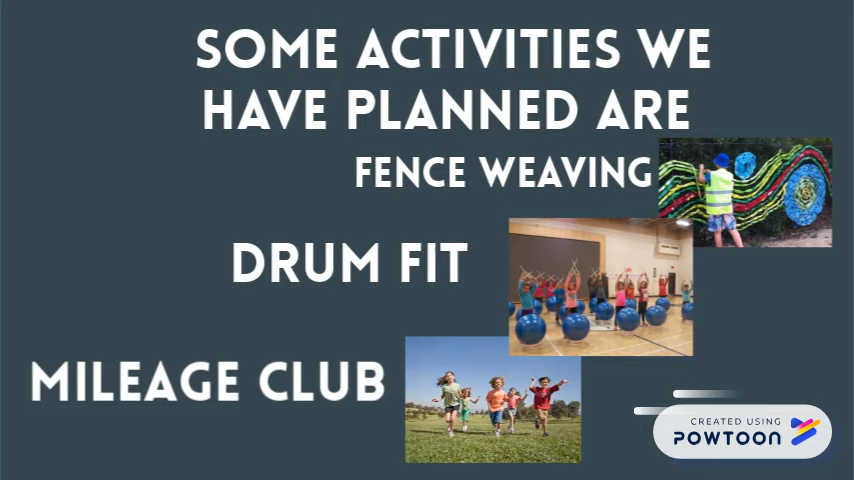 SOME ACTIVITIES WE
HAVE PLANNED ARE
FENCE WEAVING
DRUM FIT
MILEAGE CLUB
CREATED USING
POWTOON